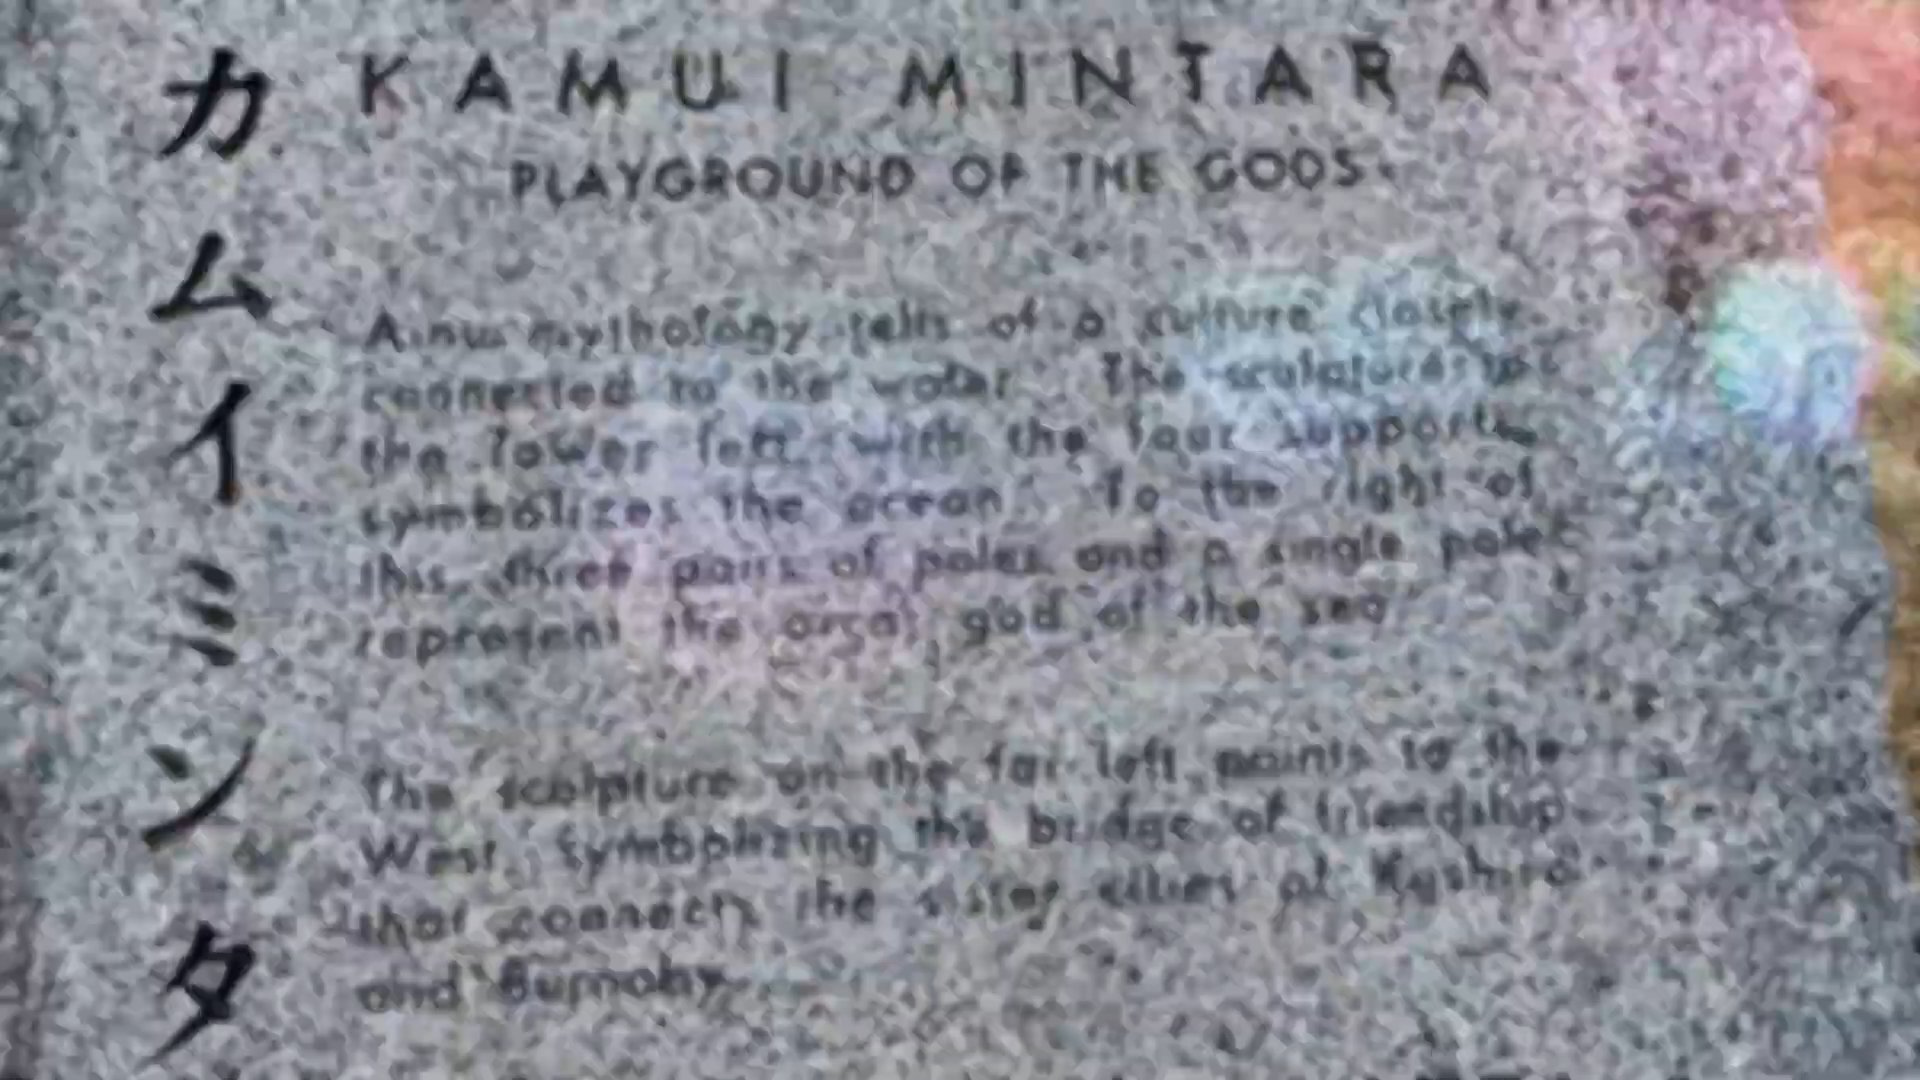 カムイミンタ
KAMUI MINTARA
PLAYGROUND OF THE GODS
Ainu mythology tells of a culture closely
connected to the water. The sculpture to
the lower left with the four supports
symbolizes the ocean. To the right of
this three pairs of poles and a single pole
represent the orca, god of the sea.
The sculpture on the far left points to the
West symbolizing the bridge of friendship
that connects the sister cities of Kushiro
and Burnaby.